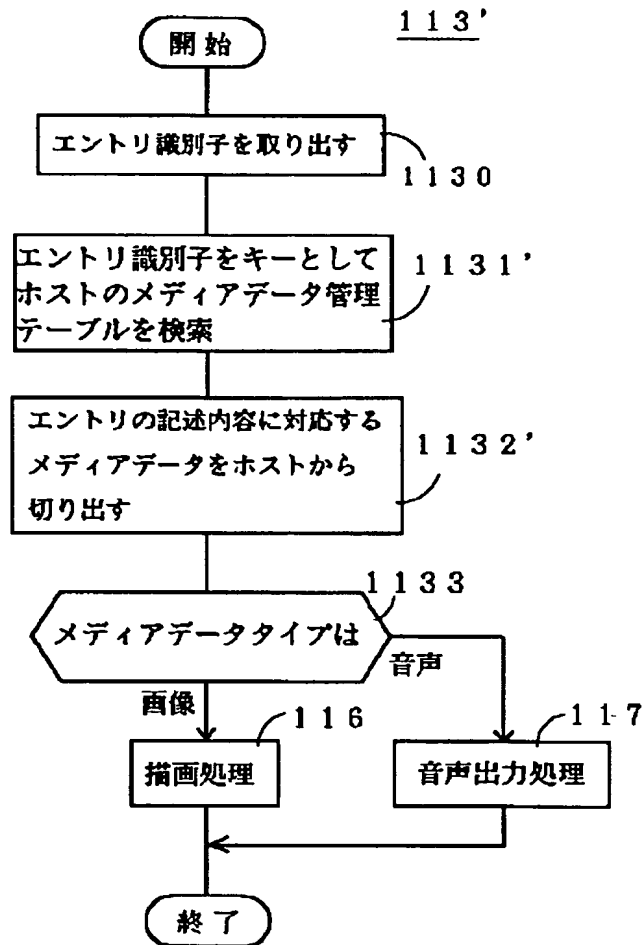 113'
開始
エントリ識別子を取り出す
1130
エントリ識別子をキーとして
ホストのメディアデータ管理
テーブルを検索
1131'
エントリの記述内容に対応する
メディアデータをホストから
切り出す
1132'
1133
メディアデータタイプは
音声
画像
116
117
描画処理
音声出力処理
終了